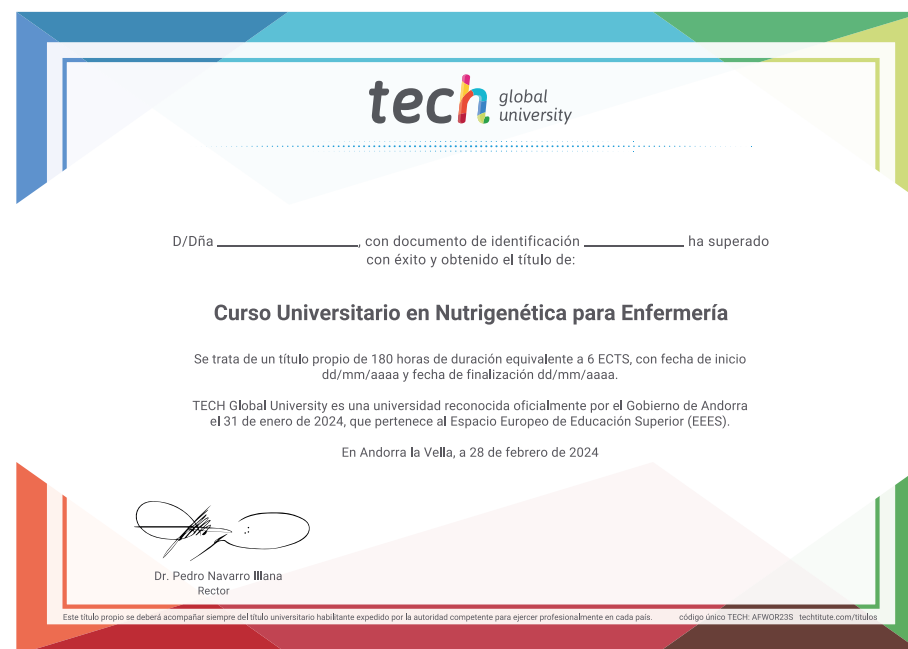 tech global
university
D/Dña ______________, con documento de identificación __________ ha superado
con éxito y obtenido el título de:
Curso Universitario en Nutrigenética para Enfermería
Se trata de un título propio de 180 horas de duración equivalente a 6 ECTS, con fecha de inicio
dd/mm/aaaa y fecha de finalización dd/mm/aaaa.
TECH Global University es una universidad reconocida oficialmente por el Gobierno de Andorra
el 31 de enero de 2024, que pertenece al Espacio Europeo de Educación Superior (EEES).
En Andorra la Vella, a 28 de febrero de 2024
Dr. Pedro Navarro Illana
Rector
Este título propio se deberá acompañar siempre del título universitario habilitante expedido por la autoridad competente para ejercer profesionalmente en cada país. código único TECH: AFWOR23S techtitute.com/titulos